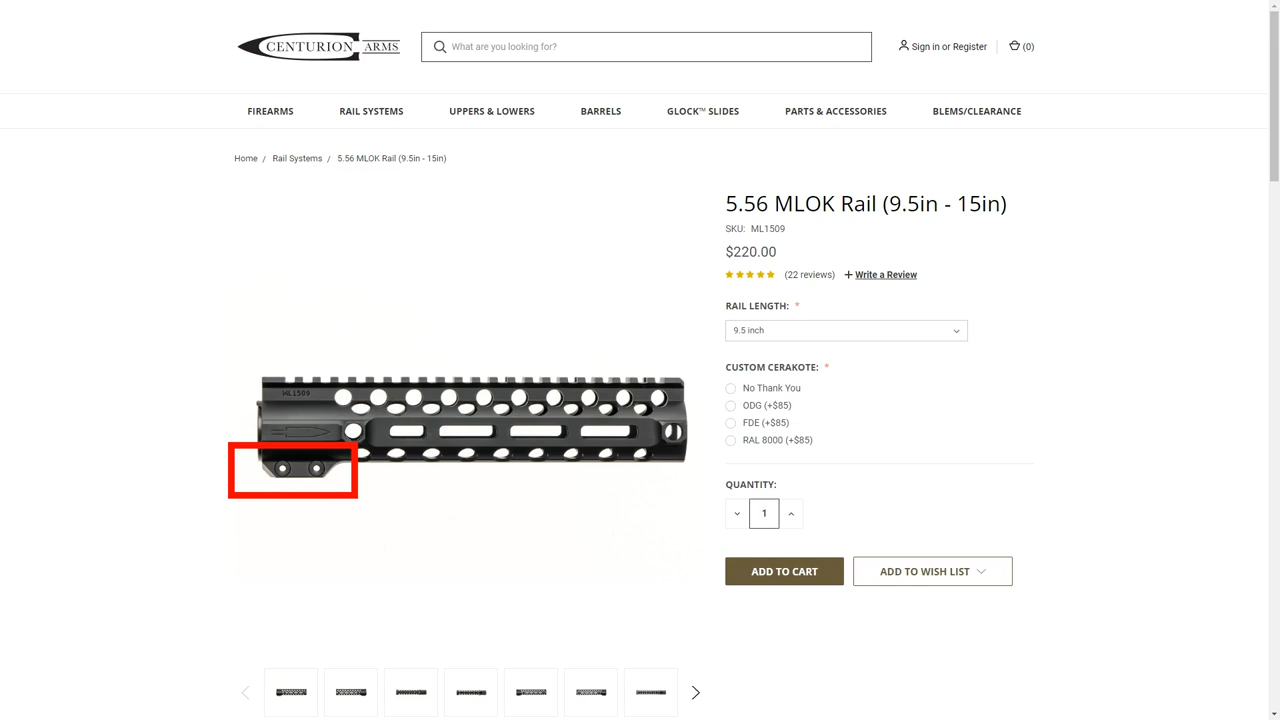 CENTURION ARMS
What are you looking for?
Sign in or Register
(0)
FIREARMS
RAIL SYSTEMS
UPPERS & LOWERS
BARRELS
GLOCK™ SLIDES
PARTS & ACCESSORIES
BLEMS/CLEARANCE
Home / Rail Systems / 5.56 MLOK Rail (9.5in - 15in)
5.56 MLOK Rail (9.5in - 15in)
SKU: ML1509
$220.00
(22 reviews) + Write a Review
RAIL LENGTH: *
9.5 inch
CUSTOM CERAKOTE: *
No Thank You
ODG (+$85)
FDE (+$85)
RAL 8000 (+$85)
QUANTITY:
1
ADD TO CART
ADD TO WISH LIST
ML1509